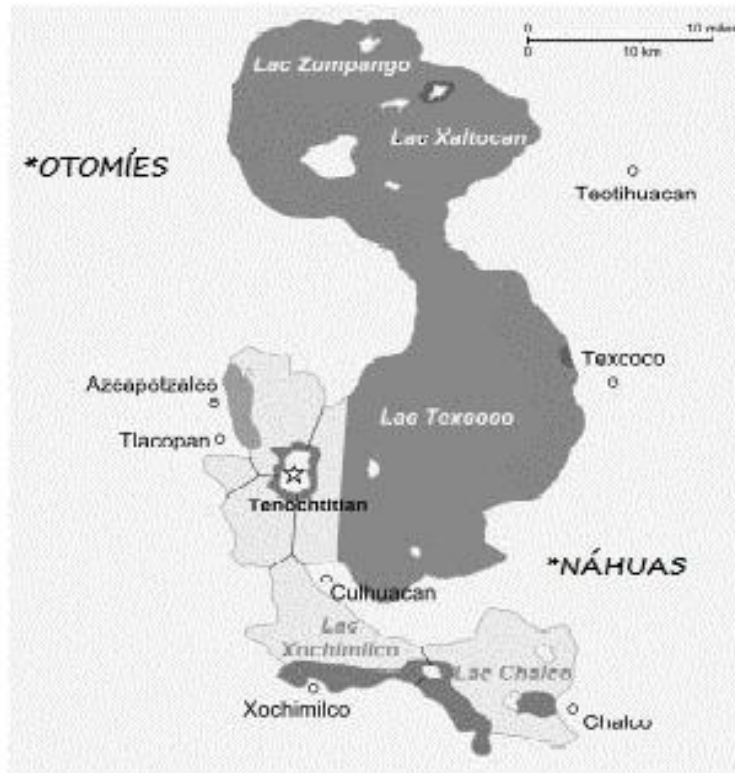 0 10 miles
0 10 km
Lac Zumpango
Lac Xaltocan
*OTOMÍES
Teotihuacan
Texcoco
Azcapotzalco
Lac Texcoco
Tlacopan
Tenochtitlan
*NÁHUAS
Culhuacan
Lac
Xochimilco
Lac Chalco
Xochimilco
Chalco